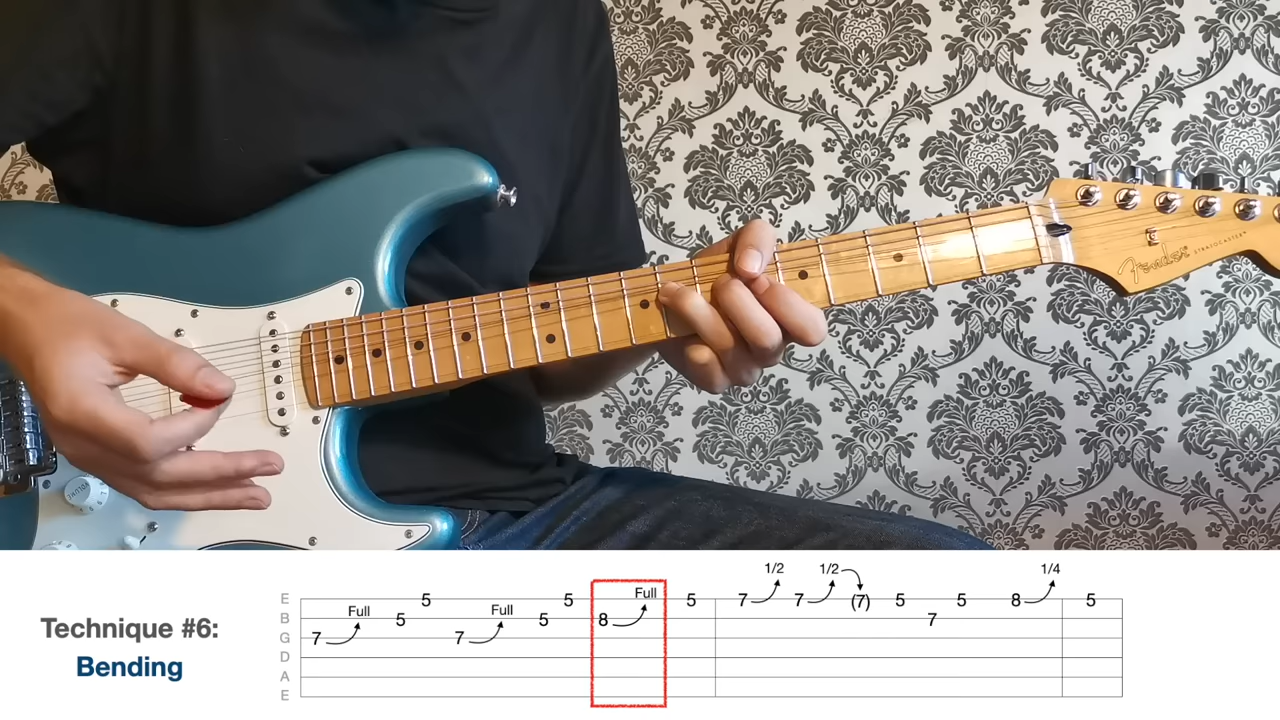 Fender STRATOCASTER
1/2 1/2 1/4
Full
E 5 5 5 7 7 (7) 5 5 8 5
Full Full
B 5 5 8 7
G 7 7
D
A
E
Technique #6:
Bending